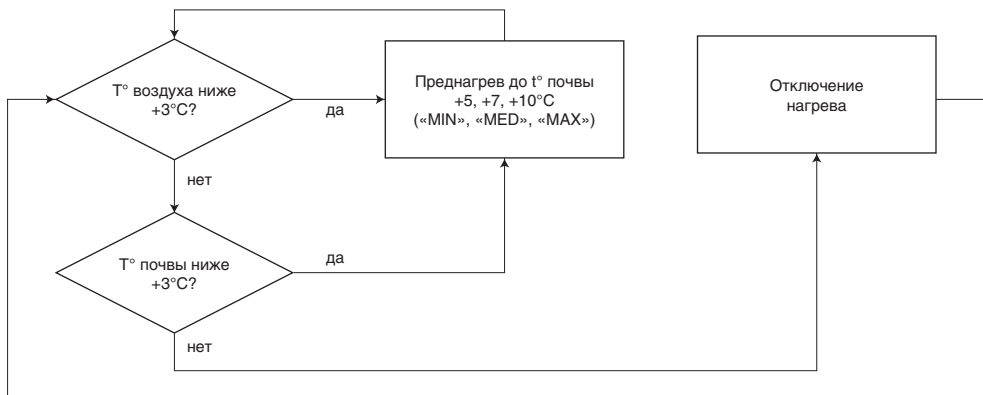 Т° воздуха ниже
+3°С?
да
нет
Преднагрев до t° почвы
+5, +7, +10°С
(«MIN», «MED», «MAX»)
Отключение
нагрева
Т° почвы ниже
+3°С?
да
нет